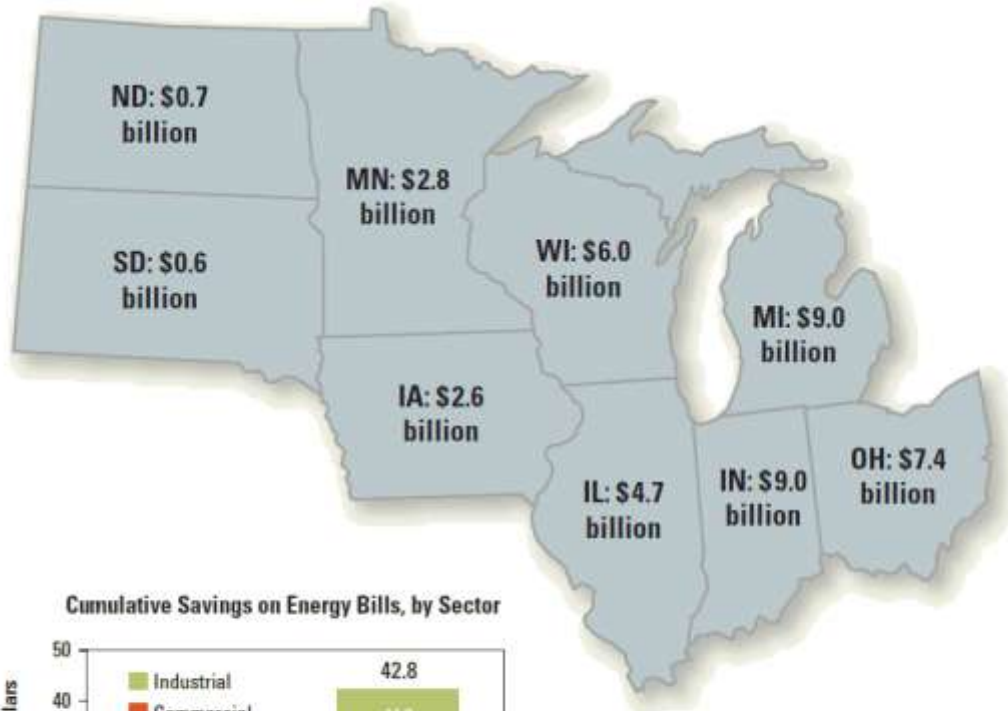 ND: $0.7
billion
MN: $2.8
billion
SD: $0.6
billion
WI: $6.0
billion
MI: $9.0
billion
IA: $2.6
billion
IL: $4.7
billion
IN: $9.0
billion
OH: $7.4
billion
Cumulative Savings on Energy Bills, by Sector
50
42.8
Industrial
40